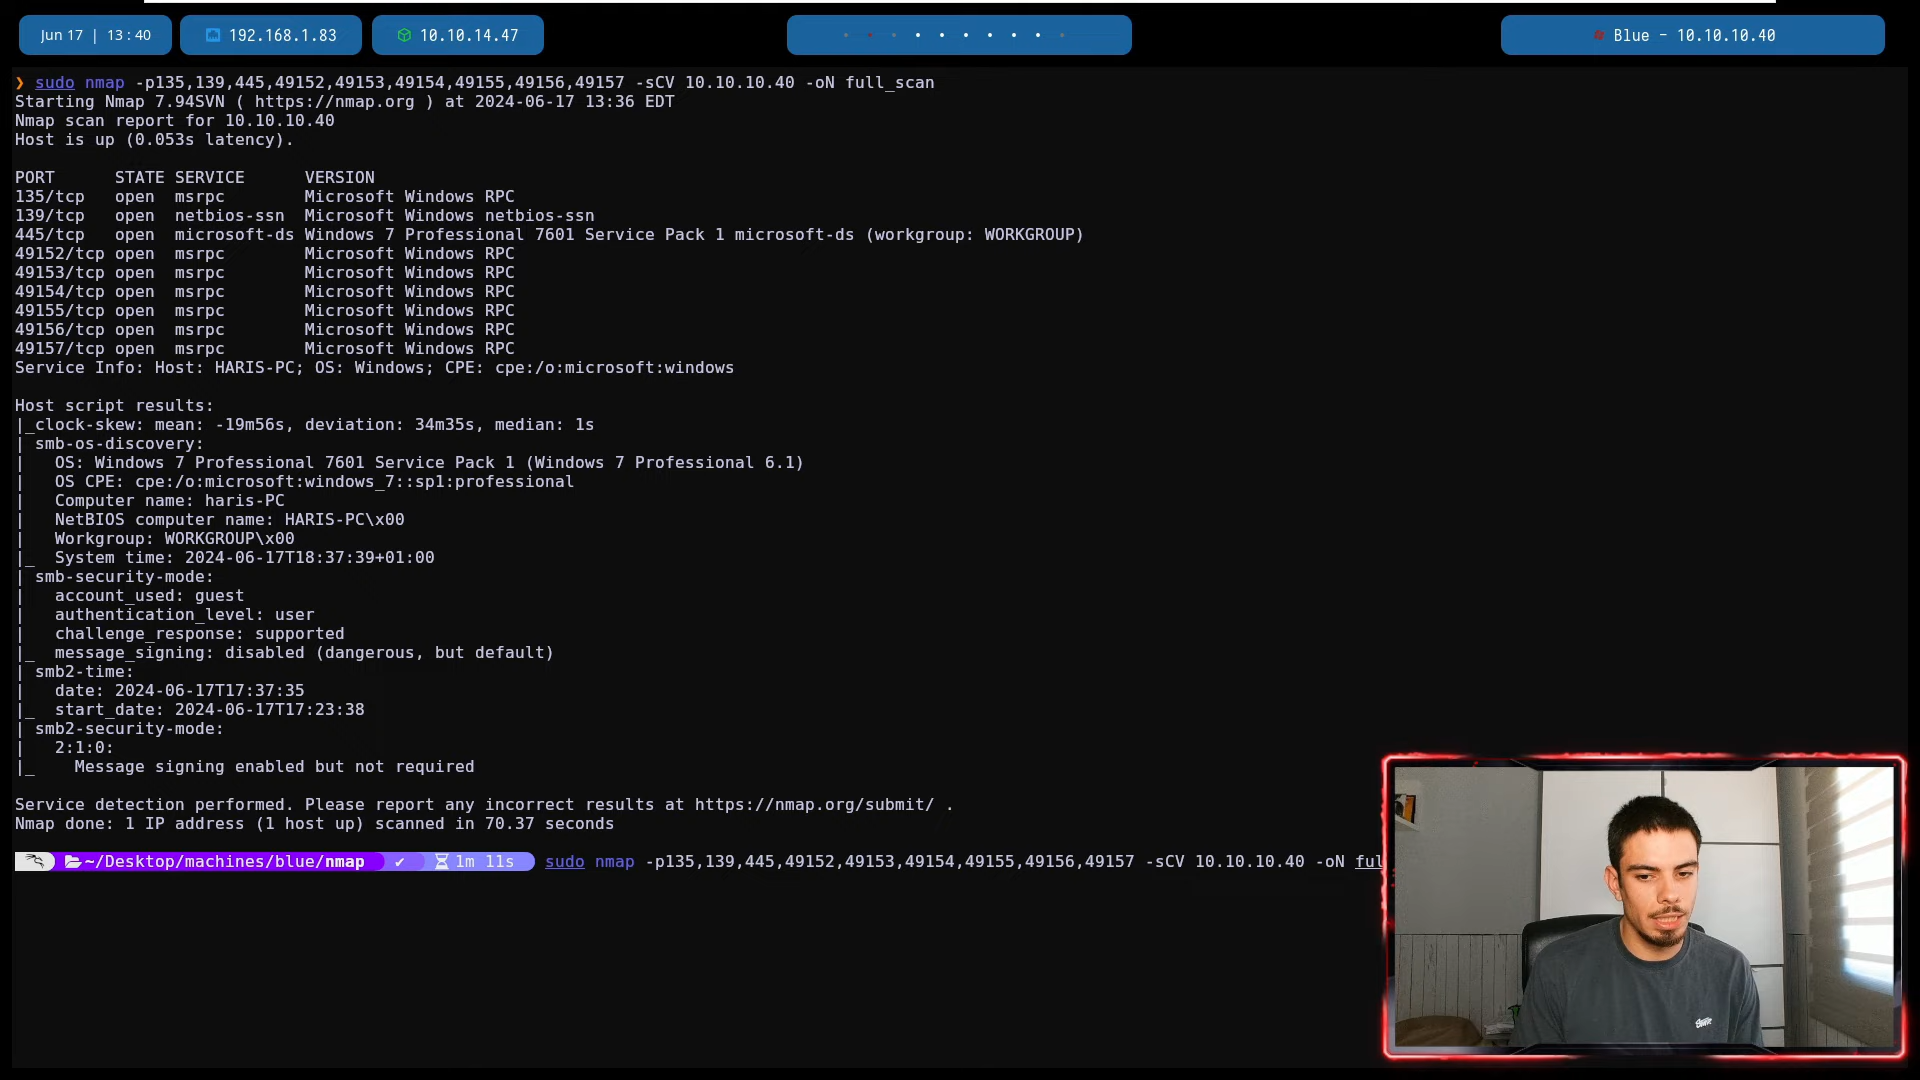 Jun 17 | 13:40
192.168.1.83
10.10.14.47
Blue - 10.10.10.40
❯ sudo nmap -p135,139,445,49152,49153,49154,49155,49156,49157 -sCV 10.10.10.40 -oN full_scan
Starting Nmap 7.94SVN ( https://nmap.org ) at 2024-06-17 13:36 EDT
Nmap scan report for 10.10.10.40
Host is up (0.053s latency).
PORT      STATE SERVICE      VERSION
135/tcp   open  msrpc        Microsoft Windows RPC
139/tcp   open  netbios-ssn  Microsoft Windows netbios-ssn
445/tcp   open  microsoft-ds Windows 7 Professional 7601 Service Pack 1 microsoft-ds (workgroup: WORKGROUP)
49152/tcp open  msrpc        Microsoft Windows RPC
49153/tcp open  msrpc        Microsoft Windows RPC
49154/tcp open  msrpc        Microsoft Windows RPC
49155/tcp open  msrpc        Microsoft Windows RPC
49156/tcp open  msrpc        Microsoft Windows RPC
49157/tcp open  msrpc        Microsoft Windows RPC
Service Info: Host: HARIS-PC; OS: Windows; CPE: cpe:/o:microsoft:windows
Host script results:
|_clock-skew: mean: -19m56s, deviation: 34m35s, median: 1s
| smb-os-discovery:
|   OS: Windows 7 Professional 7601 Service Pack 1 (Windows 7 Professional 6.1)
|   OS CPE: cpe:/o:microsoft:windows_7::sp1:professional
|   Computer name: haris-PC
|   NetBIOS computer name: HARIS-PC\x00
|   Workgroup: WORKGROUP\x00
|_  System time: 2024-06-17T18:37:39+01:00
| smb-security-mode:
|   account_used: guest
|   authentication_level: user
|   challenge_response: supported
|_  message_signing: disabled (dangerous, but default)
| smb2-time:
|   date: 2024-06-17T17:37:35
|_  start_date: 2024-06-17T17:23:38
| smb2-security-mode:
|   2:1:0:
|_    Message signing enabled but not required
Service detection performed. Please report any incorrect results at https://nmap.org/submit/ .
Nmap done: 1 IP address (1 host up) scanned in 70.37 seconds
~/Desktop/machines/blue/nmap ✔ 1m 11s sudo nmap -p135,139,445,49152,49153,49154,49155,49156,49157 -sCV 10.10.10.40 -oN ful